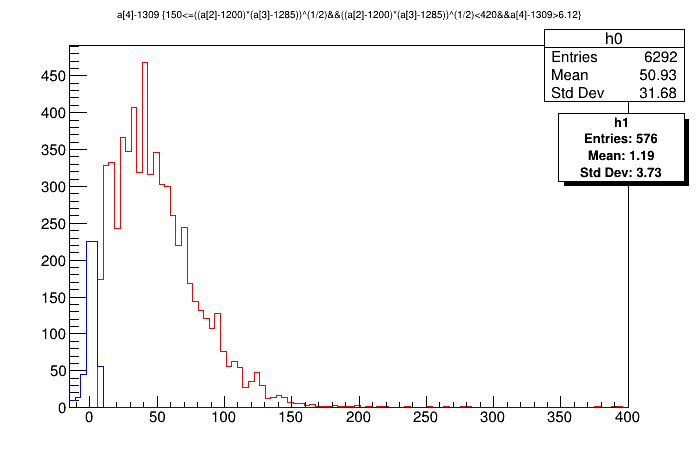 a[4]-1309 {150<=((a[2]-1200)*(a[3]-1285))^(1/2)&&((a[2]-1200)*(a[3]-1285))^(1/2)<420&&a[4]-1309>6.12}
h0
Entries 6292
Mean 50.93
Std Dev 31.68
h1
Entries: 576
Mean: 1.19
Std Dev: 3.73
450
400
350
300
250
200
150
100
50
0
0 50 100 150 200 250 300 350 400